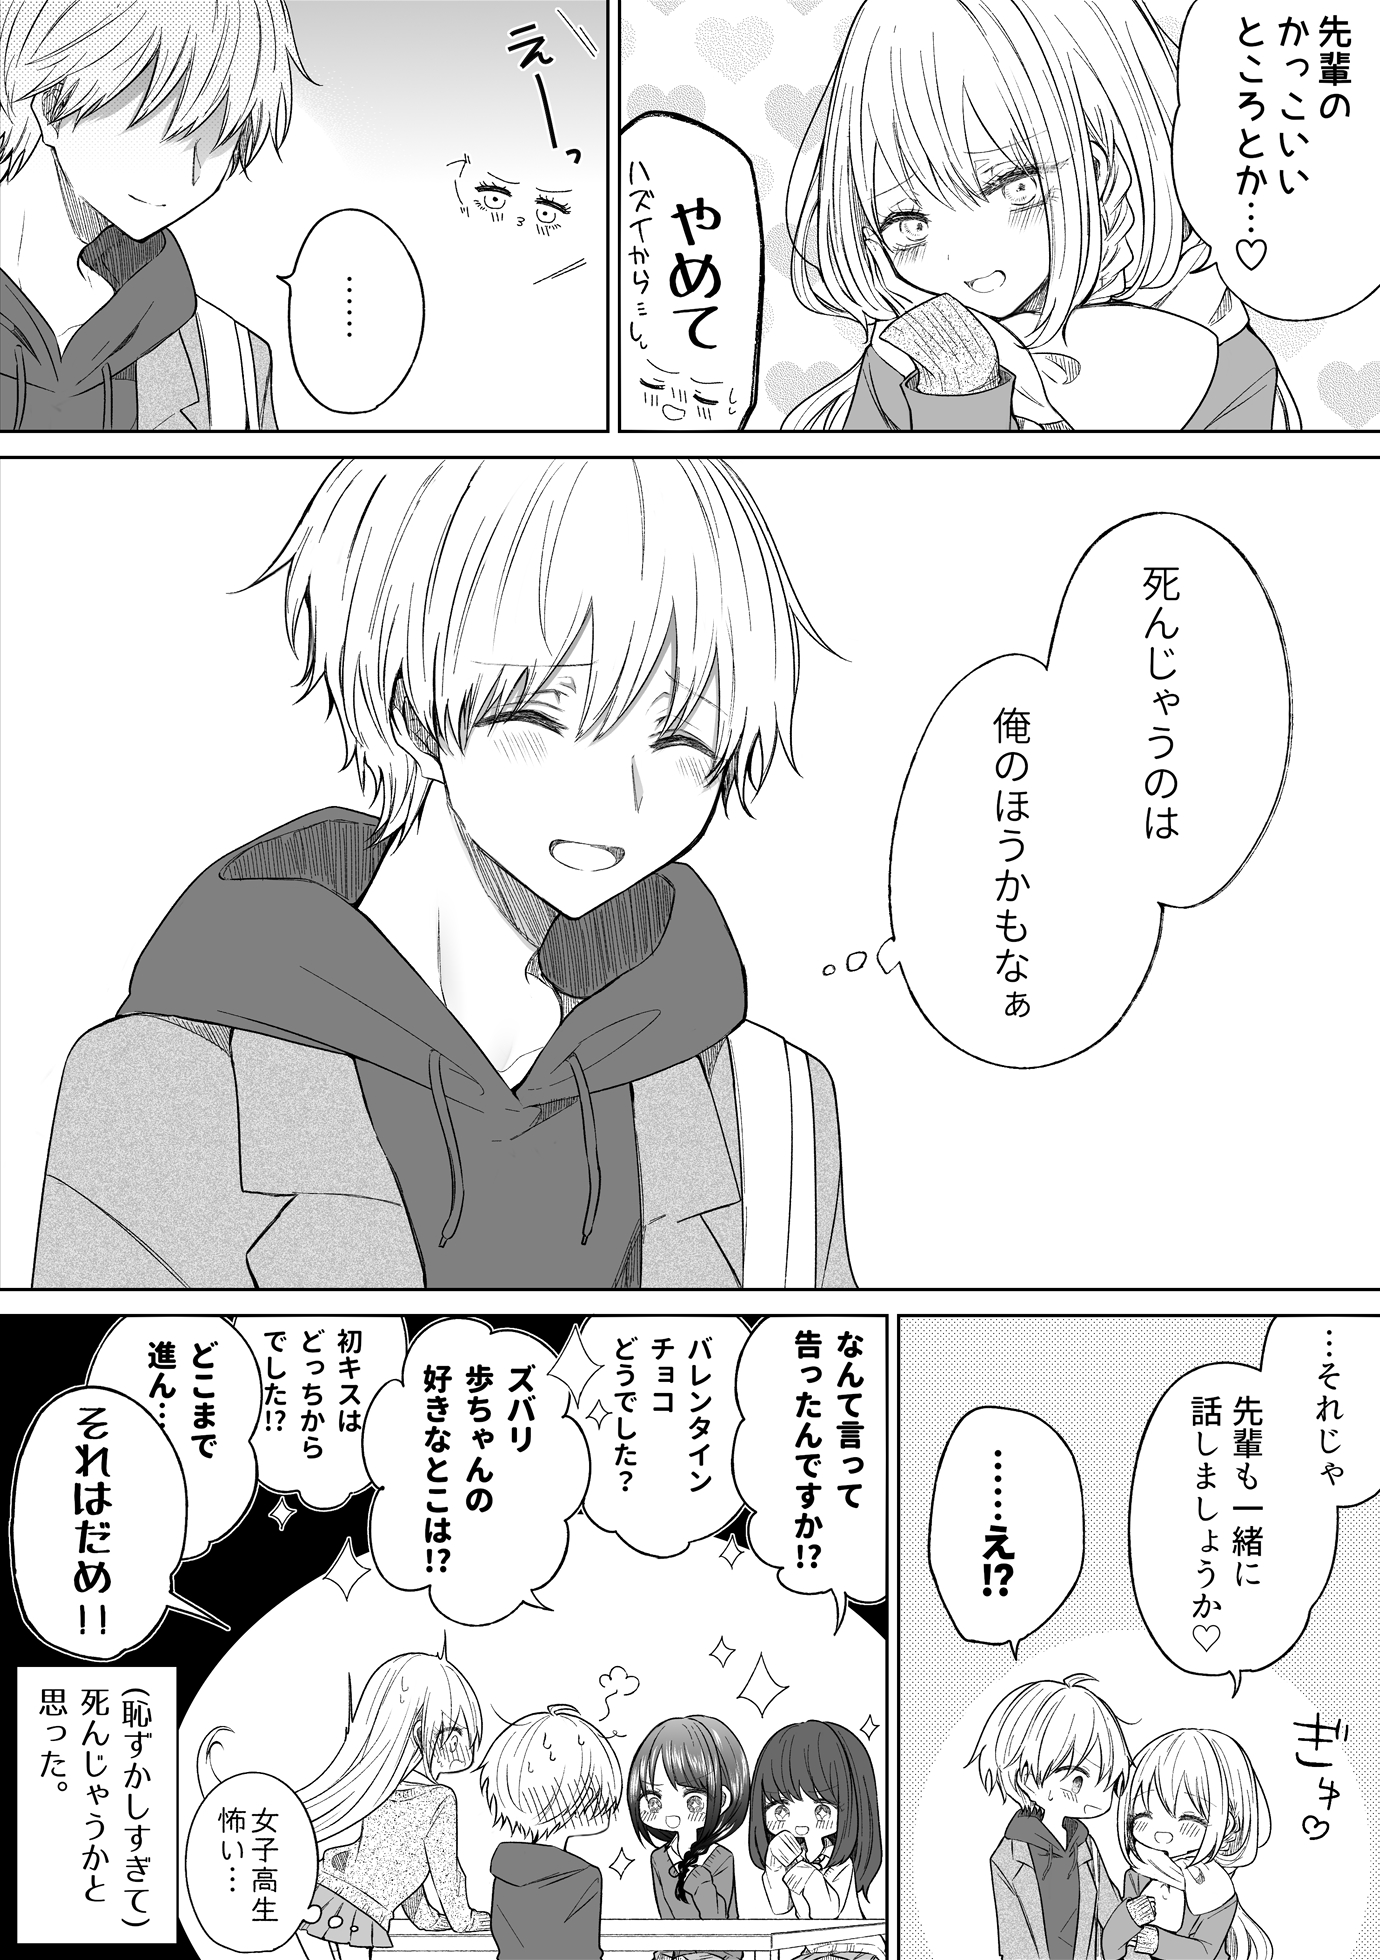 先輩の
かっこいい
ところとか…♡
やめて
ハズイから…し
えーっ
……
死んじゃうのは
俺のほうかもなぁ
…それじゃ
先輩も一緒に
話しましょうか♡
……え!?
ぎゅ♡
なんて言って
告ったんですか!?
バレンタイン
チョコ
どうでした？
ズバリ
歩ちゃんの
好きなとこは!?
初キスは
どっちから
でした!?
どこまで
進ん…
それはだめ!!
女子高生
怖い…
(恥ずかしすぎて)
死んじゃうかと
思った。